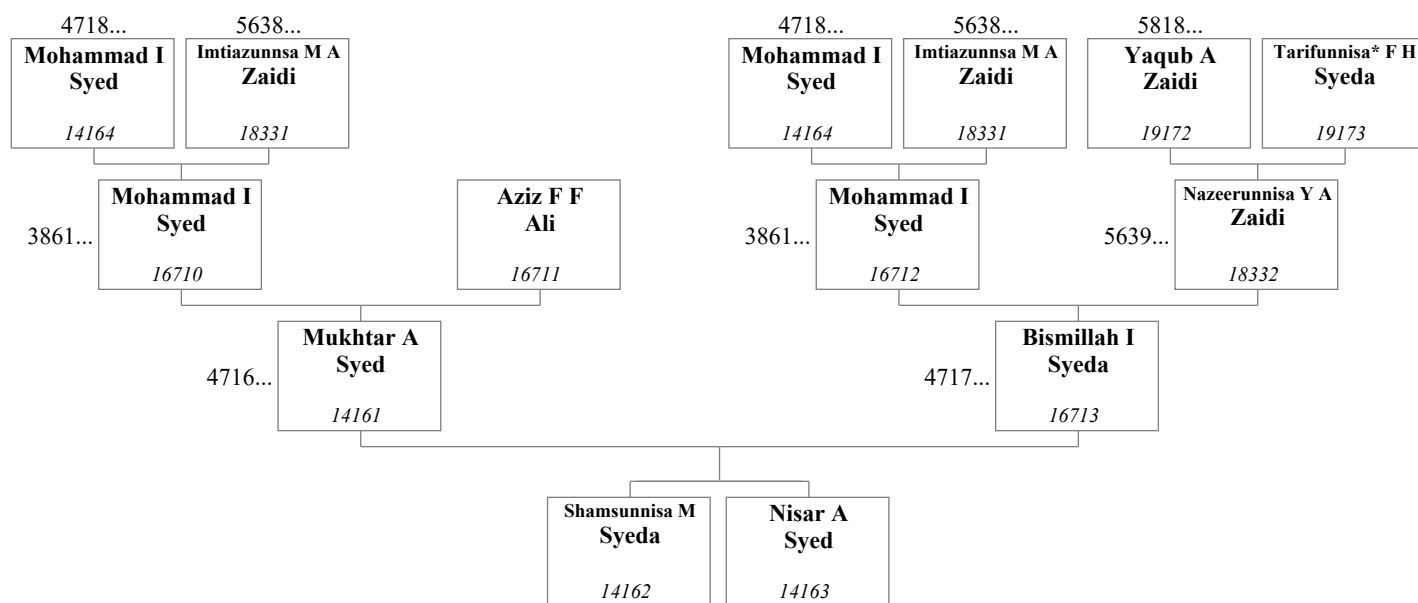 4718... 5638... 4718... 5638... 5818...
Mohammad I Imtiazunnsa M A Mohammad I Imtiazunnsa M A Yaqub A Tarifunnisa* F H
Syed Zaidi Syed Zaidi Zaidi Syeda
14164 18331 14164 18331 19172 19173
Mohammad I Aziz F F Mohammad I Nazeerunnisa Y A
Syed Ali Syed Zaidi
3861... 3861... 5639...
16710 16711 16712 18332
Mukhtar A Bismillah I
Syed Syeda
4716... 4717...
14161 16713
Shamsunnisa M Nisar A
Syeda Syed
14162 14163